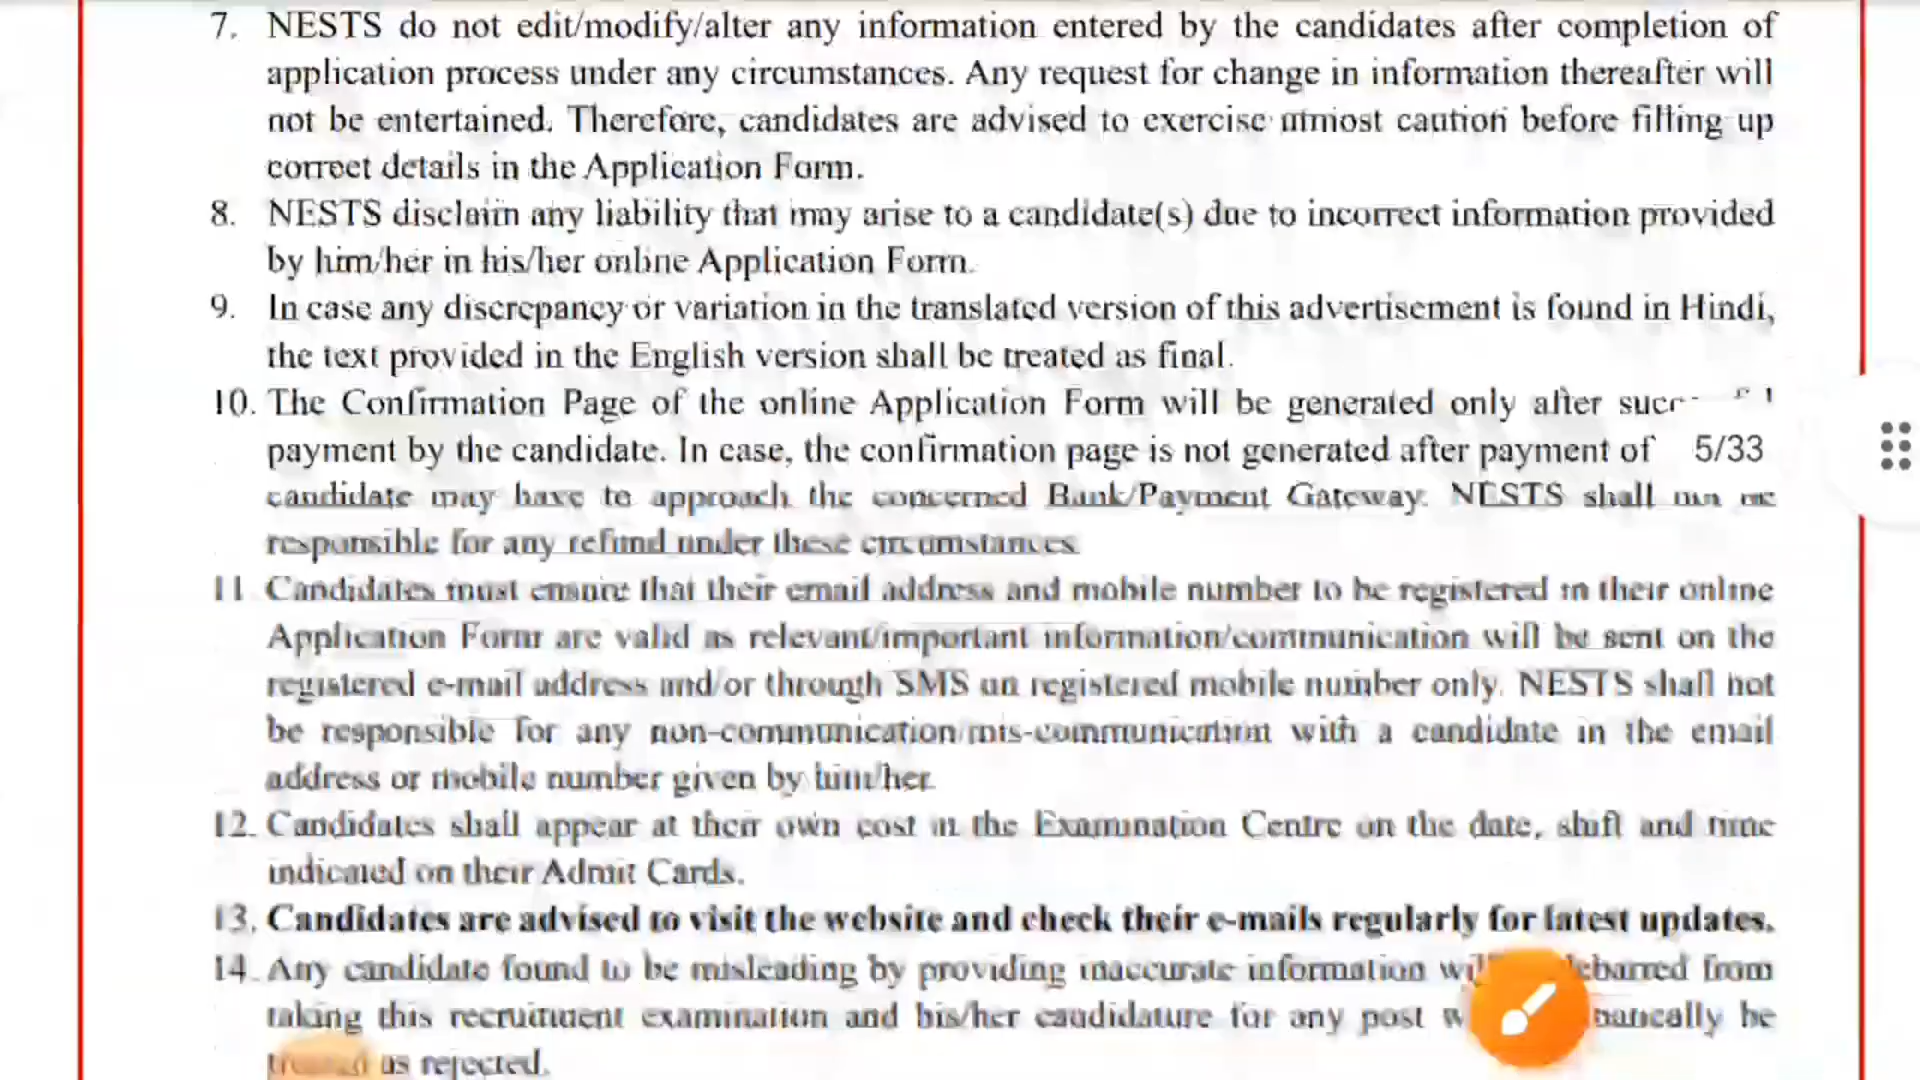 7. NESTS do not edit/modify/alter any information entered by the candidates after completion of
application process under any circumstances. Any request for change in information thereafter will
not be entertained. Therefore, candidates are advised to exercise utmost caution before filling up
correct details in the Application Form.
8. NESTS disclaim any liability that may arise to a candidate(s) due to incorrect information provided
by him/her in his/her online Application Form.
9. In case any discrepancy or variation in the translated version of this advertisement is found in Hindi,
the text provided in the English version shall be treated as final.
10. The Confirmation Page of the online Application Form will be generated only after
payment by the candidate. In case, the confirmation page is not generated after payment of
5/33
candidate may have to approach the concerned Bank/Payment Gateway. NESTS shall
responsible for any refund under these circumstances
11. Candidates must ensure that their email address and mobile number to be registered in their online
Application Form are valid as relevant/important information/communication will be sent on the
registered e-mail address and/or through SMS on registered mobile number only. NESTS shall not
be responsible for any non-communication/mis-communication with a candidate in the email
address or mobile number given by him/her.
12. Candidates shall appear at their own cost at the Examination Centre on the date, shift and time
indicated on their Admit Cards.
13. Candidates are advised to visit the website and check their e-mails regularly for latest updates.
14. Any candidate found to be misleading by providing inaccurate information from
taking this recruitment examination and his/her candidature for any post be
as rejected.